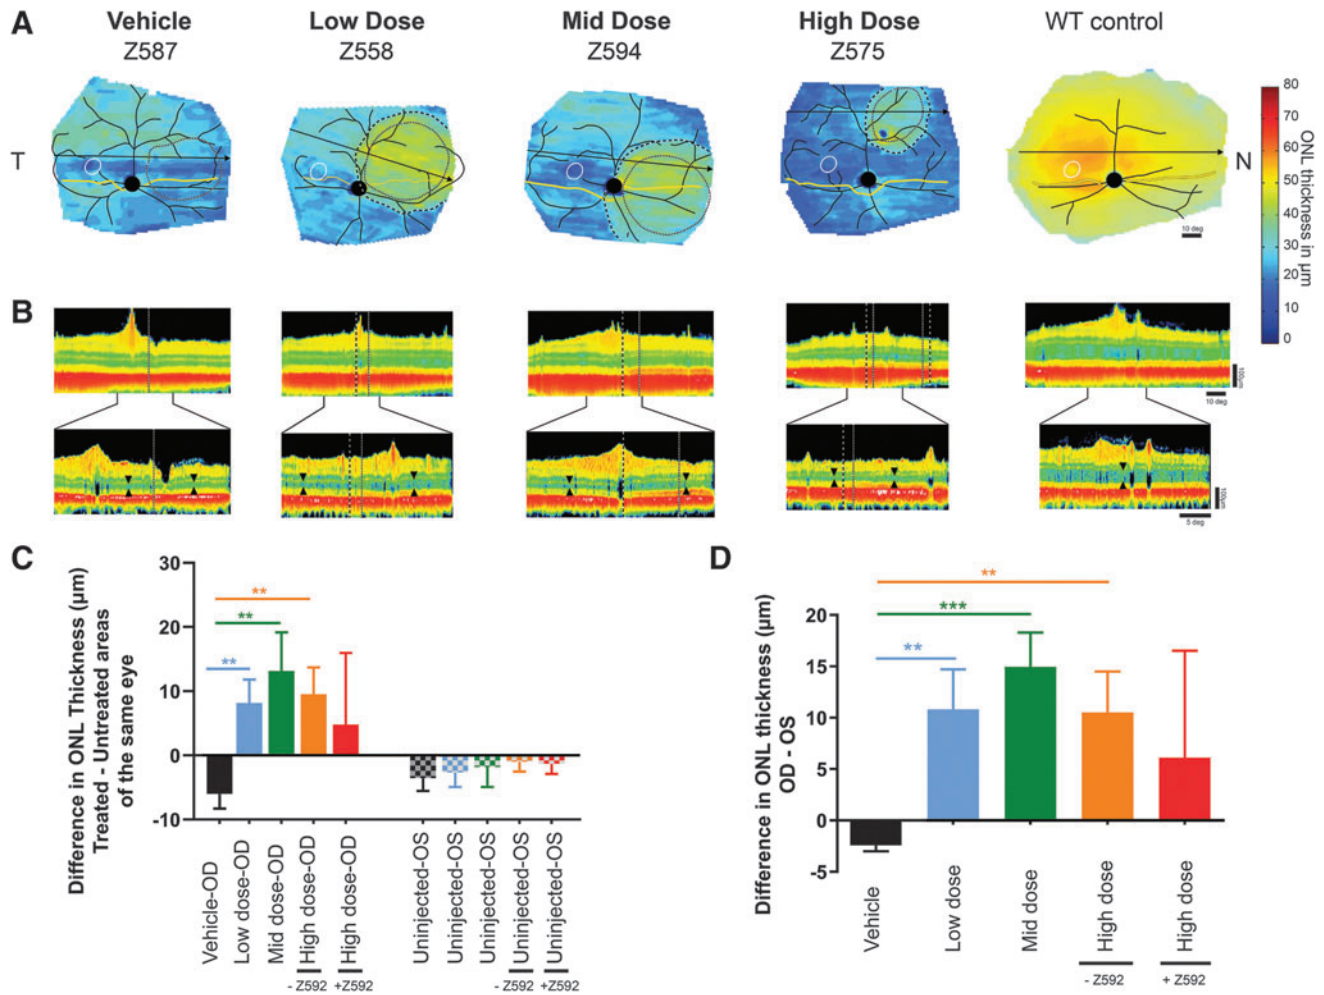 A
Vehicle
Z587
Low Dose
Z558
Mid Dose
Z594
High Dose
Z575
WT control
T
N
10 deg
80
70
60
50
40
30
20
10
0
ONL thickness in µm
B
100µm
10 deg
100µm
5 deg
C
Difference in ONL Thickness (µm)
Treated - Untreated areas
of the same eye
30
20
10
0
-10
**
**
**
Vehicle-OD
Low dose-OD
Mid dose-OD
High dose-OD
High dose-OD
Uninjected-OS
Uninjected-OS
Uninjected-OS
Uninjected-OS
Uninjected-OS
- Z592
+Z592
- Z592
+Z592
D
Difference in ONL thickness (µm)
OD - OS
20
15
10
5
0
-5
**
***
**
Vehicle
Low dose
Mid dose
High dose
High dose
- Z592
+ Z592